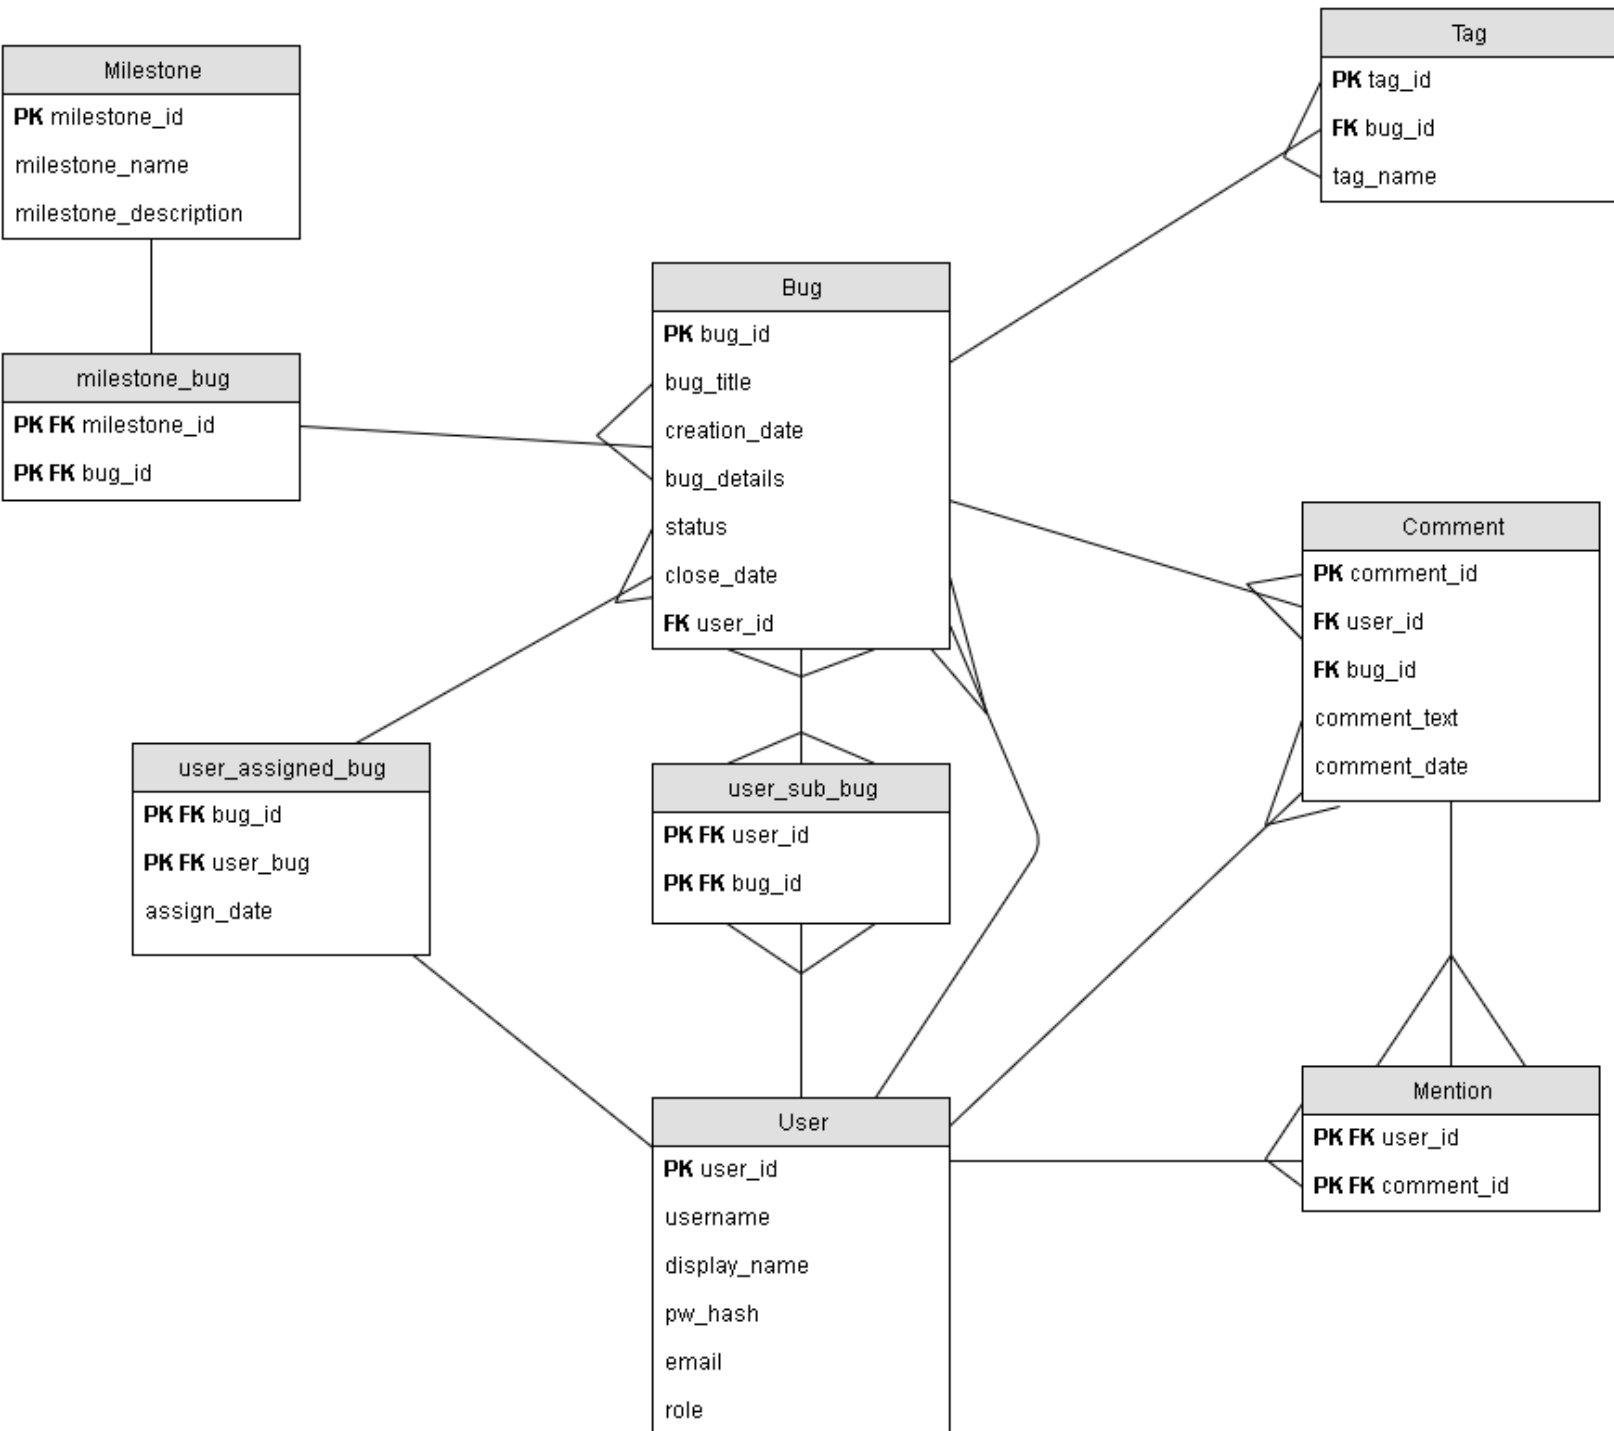 Tag
PK tag_id
FK bug_id
tag_name
Milestone
PK milestone_id
milestone_name
milestone_description
milestone_bug
PK FK milestone_id
PK FK bug_id
Bug
PK bug_id
bug_title
creation_date
bug_details
status
close_date
FK user_id
Comment
PK comment_id
FK user_id
FK bug_id
comment_text
comment_date
user_assigned_bug
PK FK bug_id
PK FK user_bug
assign_date
user_sub_bug
PK FK user_id
PK FK bug_id
User
PK user_id
username
display_name
pw_hash
email
role
Mention
PK FK user_id
PK FK comment_id